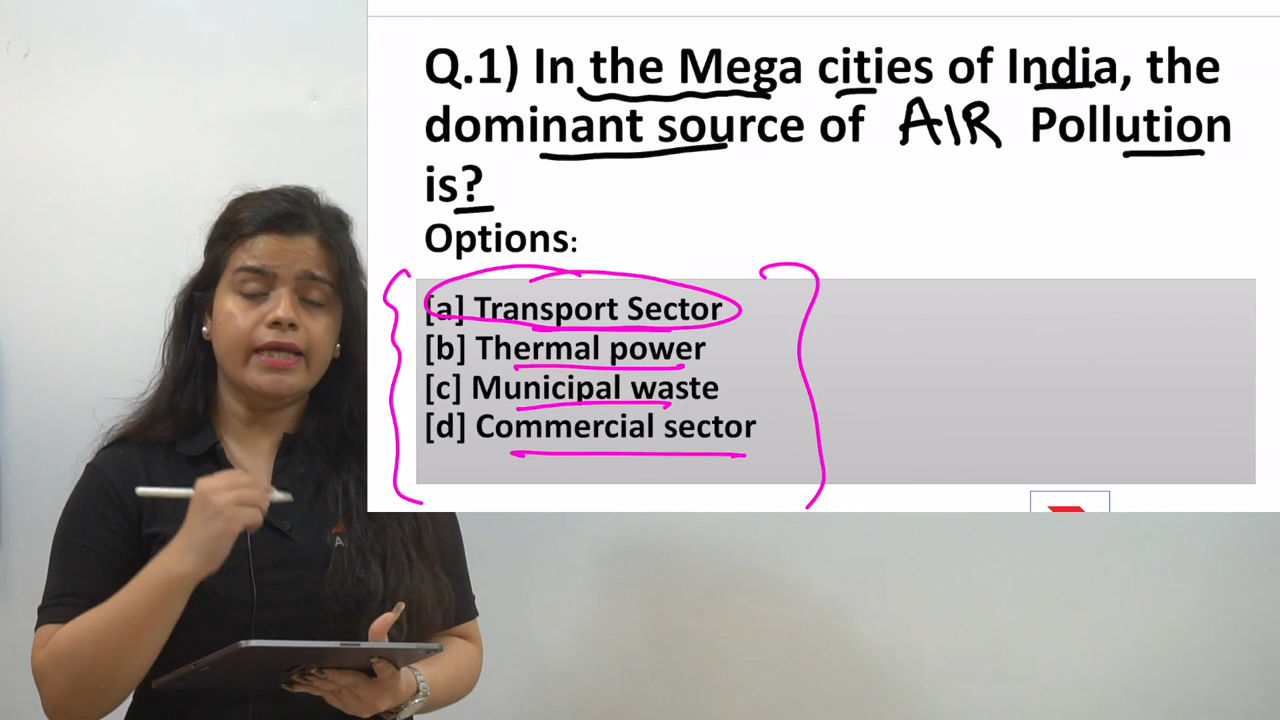 Q.1) In the Mega cities of India, the
dominant source of AIR Pollution
is?
Options:
[a] Transport Sector
[b] Thermal power
[c] Municipal waste
[d] Commercial sector